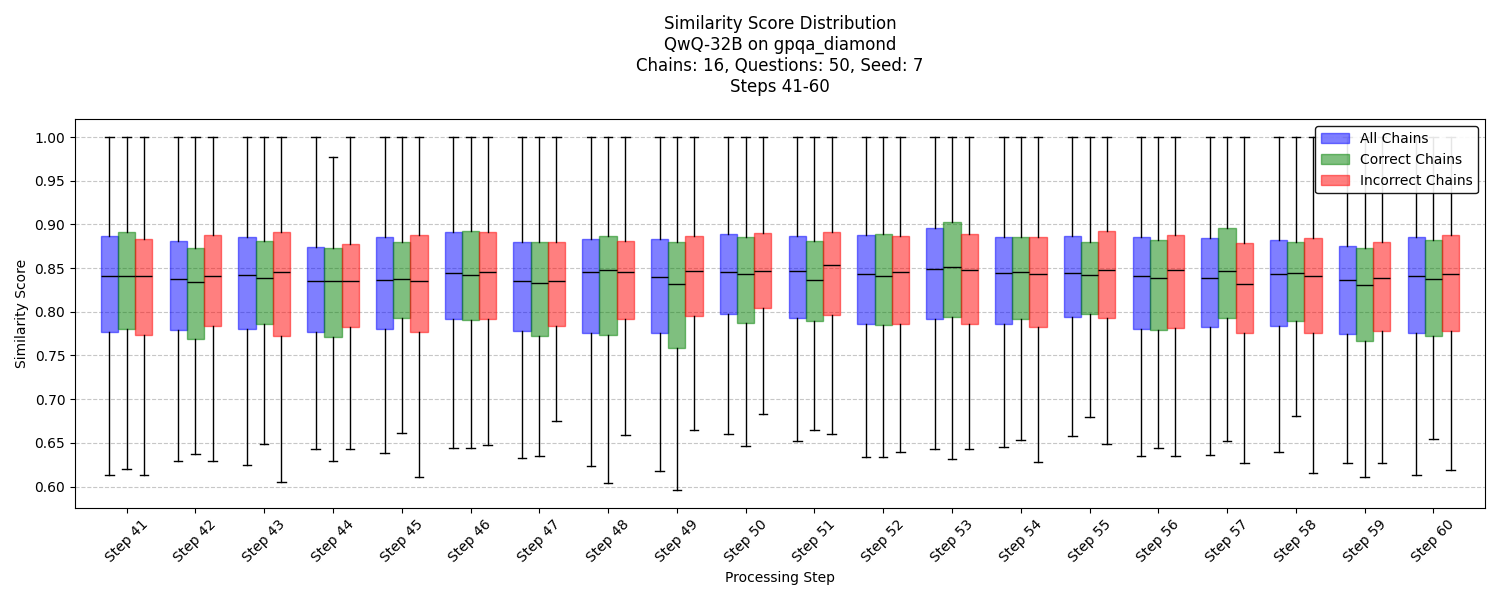 Similarity Score Distribution
QwQ-32B on gpqa_diamond
Chains: 16, Questions: 50, Seed: 7
Steps 41-60
All Chains
Correct Chains
Incorrect Chains
Similarity Score
1.00
0.95
0.90
0.85
0.80
0.75
0.70
0.65
0.60
Step 41
Step 42
Step 43
Step 44
Step 45
Step 46
Step 47
Step 48
Step 49
Step 50
Step 51
Step 52
Step 53
Step 54
Step 55
Step 56
Step 57
Step 58
Step 59
Step 60
Processing Step